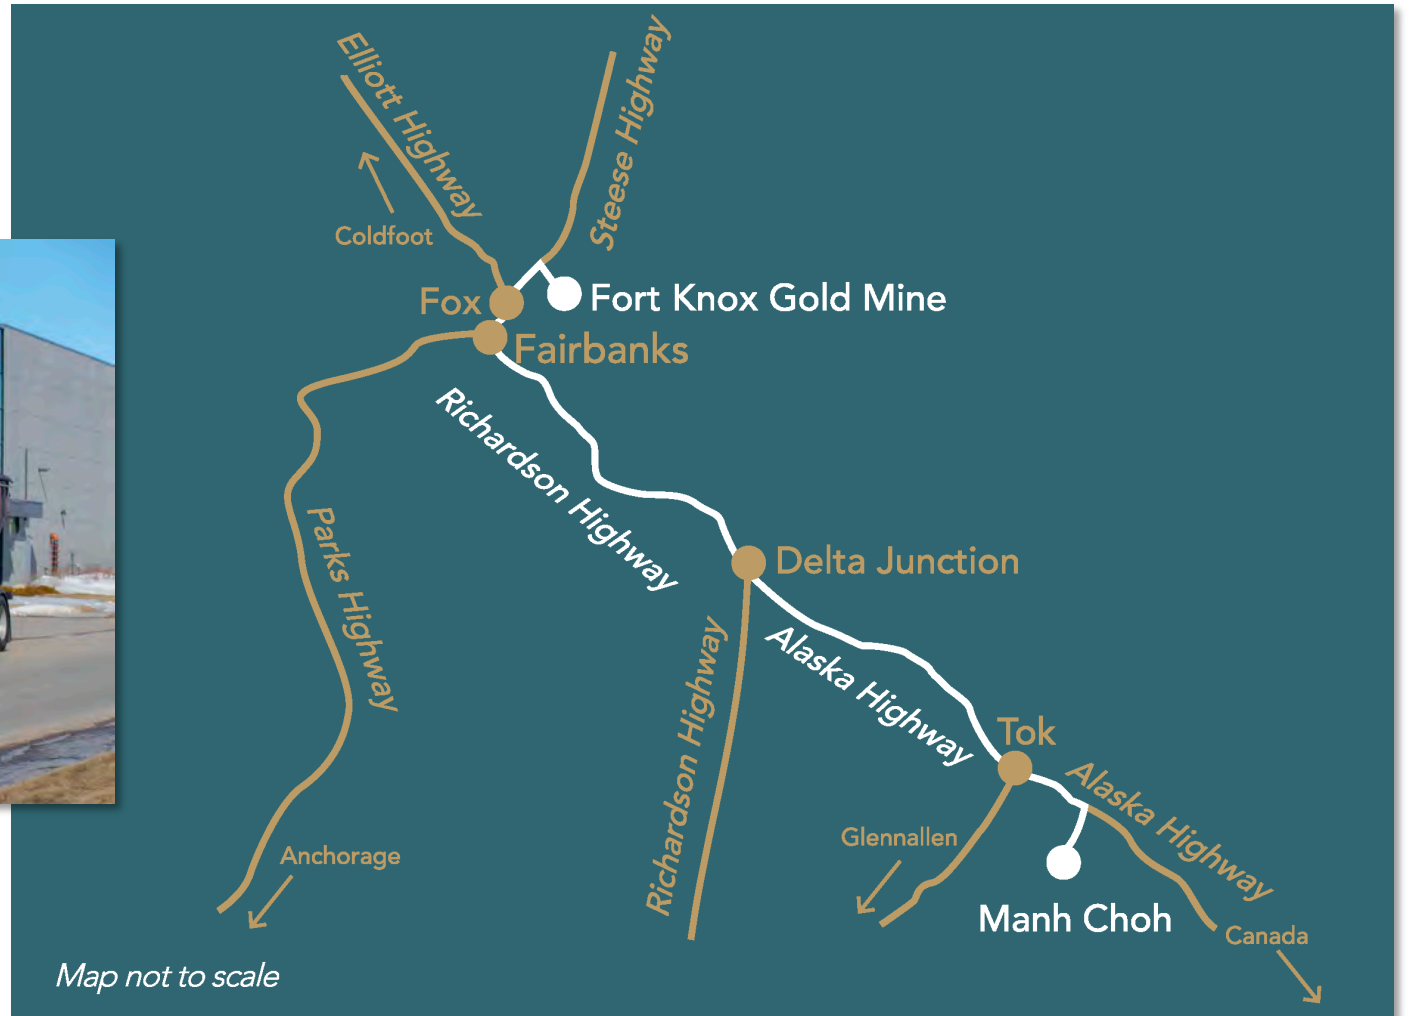 Elliott Highway
Steese Highway
Coldfoot
Fox
Fort Knox Gold Mine
Fairbanks
Richardson Highway
Parks Highway
Delta Junction
Richardson Highway
Alaska Highway
Tok
Alaska Highway
Glennallen
Anchorage
Manh Choh
Canada
Map not to scale